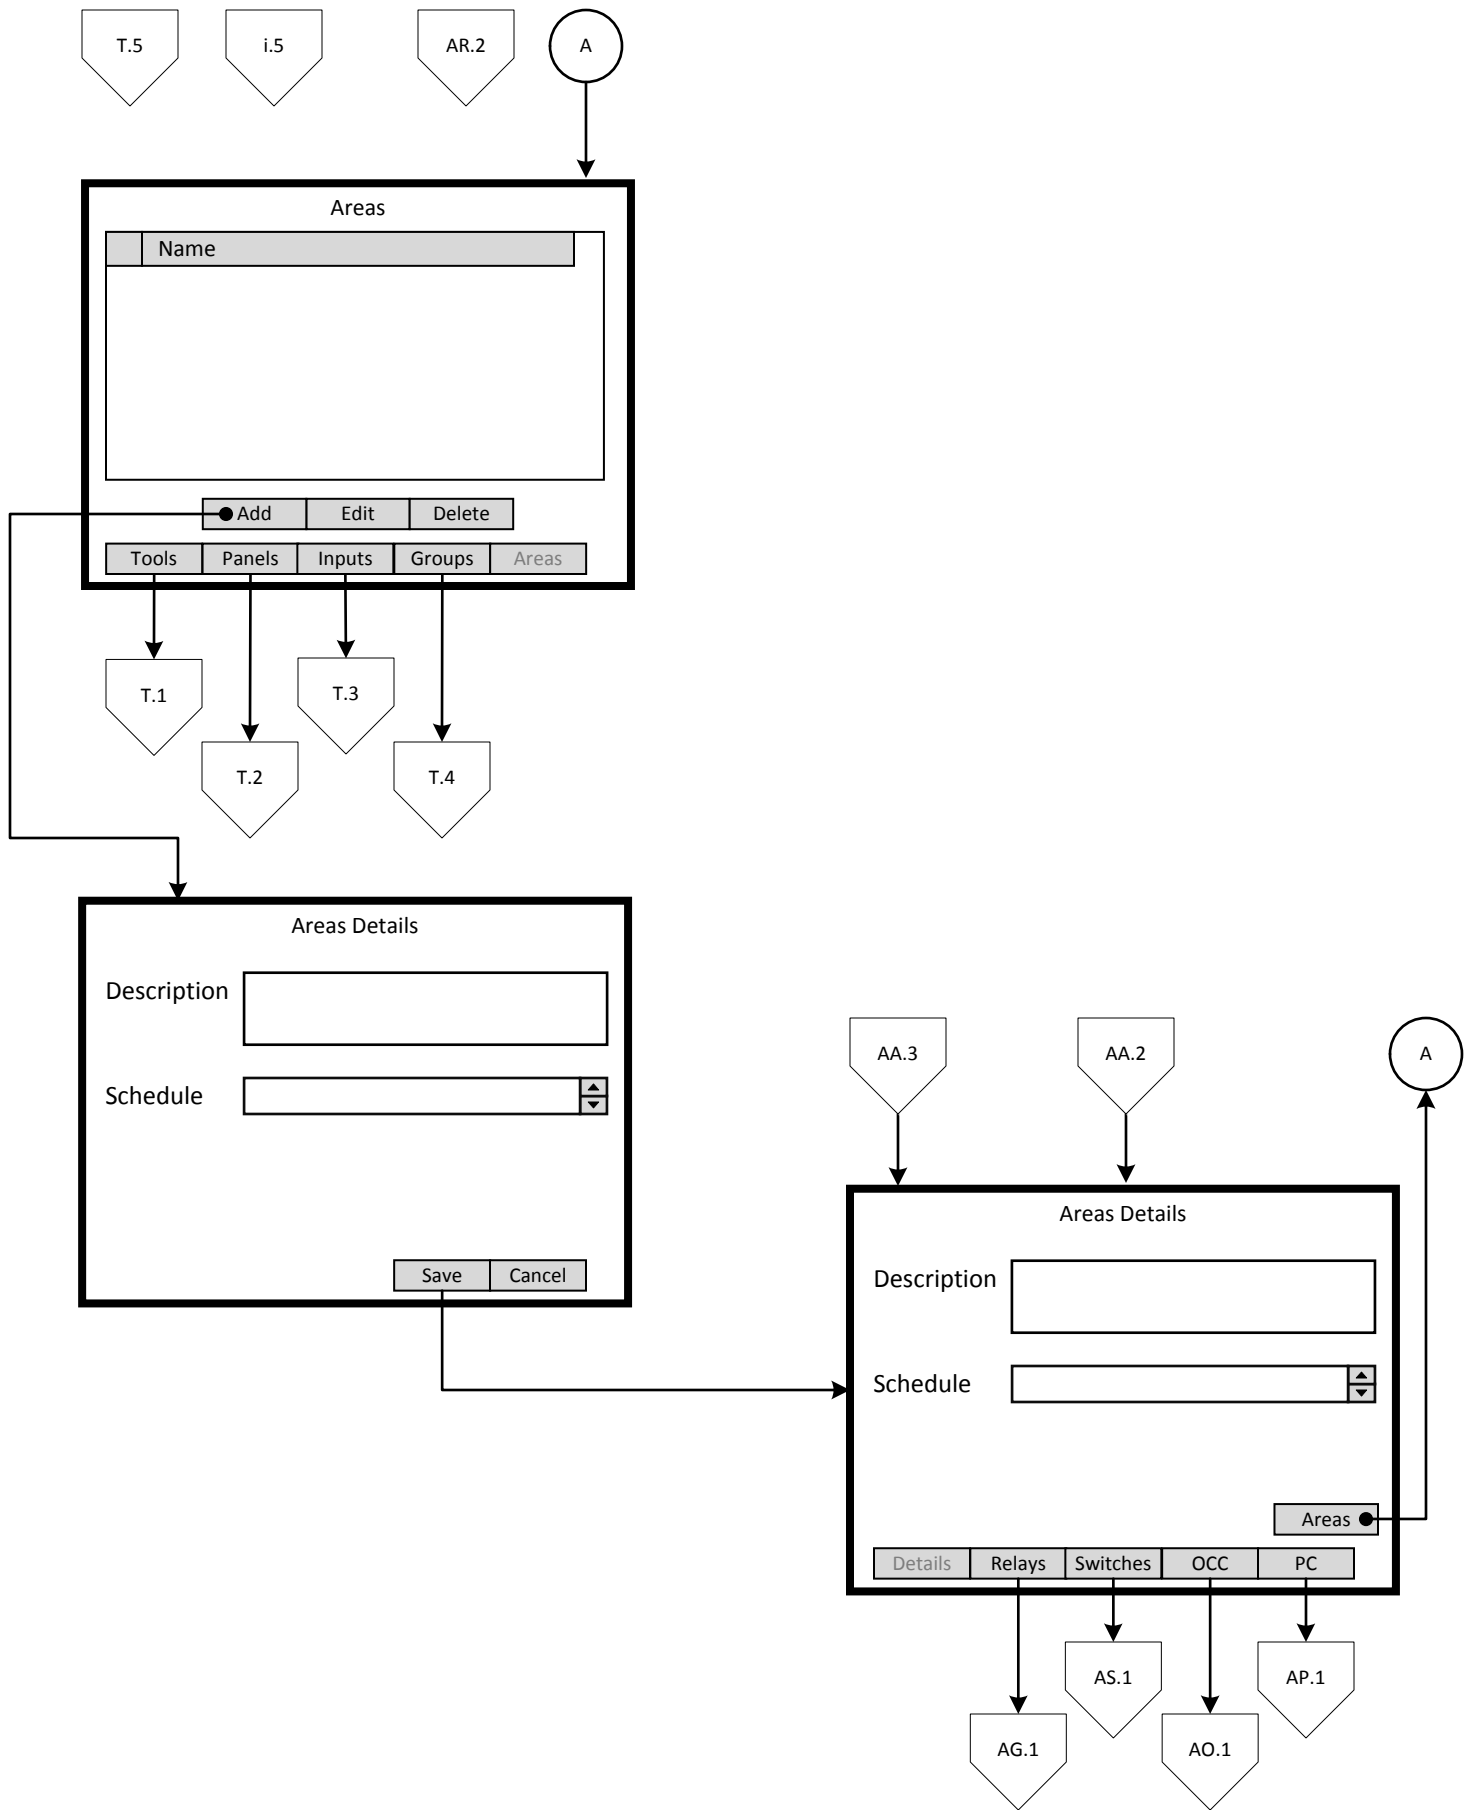 T.5
i.5
AR.2
A
Areas
Name
Add
Edit
Delete
Tools
Panels
Inputs
Groups
Areas
T.1
T.3
T.2
T.4
Areas Details
Description
Schedule
Save
Cancel
AA.3
AA.2
A
Areas Details
Description
Schedule
Areas
Details
Relays
Switches
OCC
PC
AS.1
AP.1
AG.1
AO.1